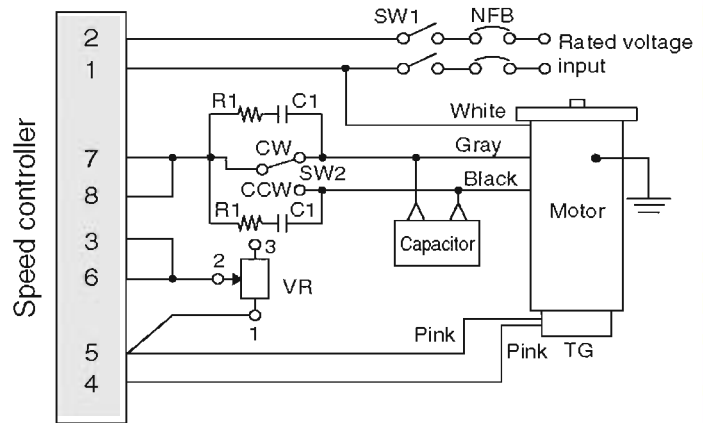 SW1 NFB
2
Rated voltage
1
input
R1 C1
White
CW
Gray
7
SW2
CCW
Black
8
R1 C1
Motor
3
3
Capacitor
2
6
VR
1
Pink
5
Pink TG
4
Speed controller